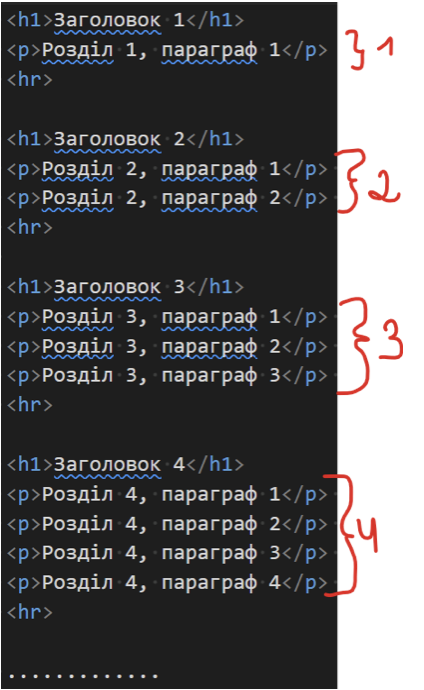 <h1>Заголовок 1</h1>
<p>Розділ 1, параграф 1</p> 1
<hr>
<h1>Заголовок 2</h1>
<p>Розділ 2, параграф 1</p>
<p>Розділ 2, параграф 2</p> 2
<hr>
<h1>Заголовок 3</h1>
<p>Розділ 3, параграф 1</p>
<p>Розділ 3, параграф 2</p> 3
<p>Розділ 3, параграф 3</p>
<hr>
<h1>Заголовок 4</h1>
<p>Розділ 4, параграф 1</p>
<p>Розділ 4, параграф 2</p> 4
<p>Розділ 4, параграф 3</p>
<p>Розділ 4, параграф 4</p>
<hr>
.............